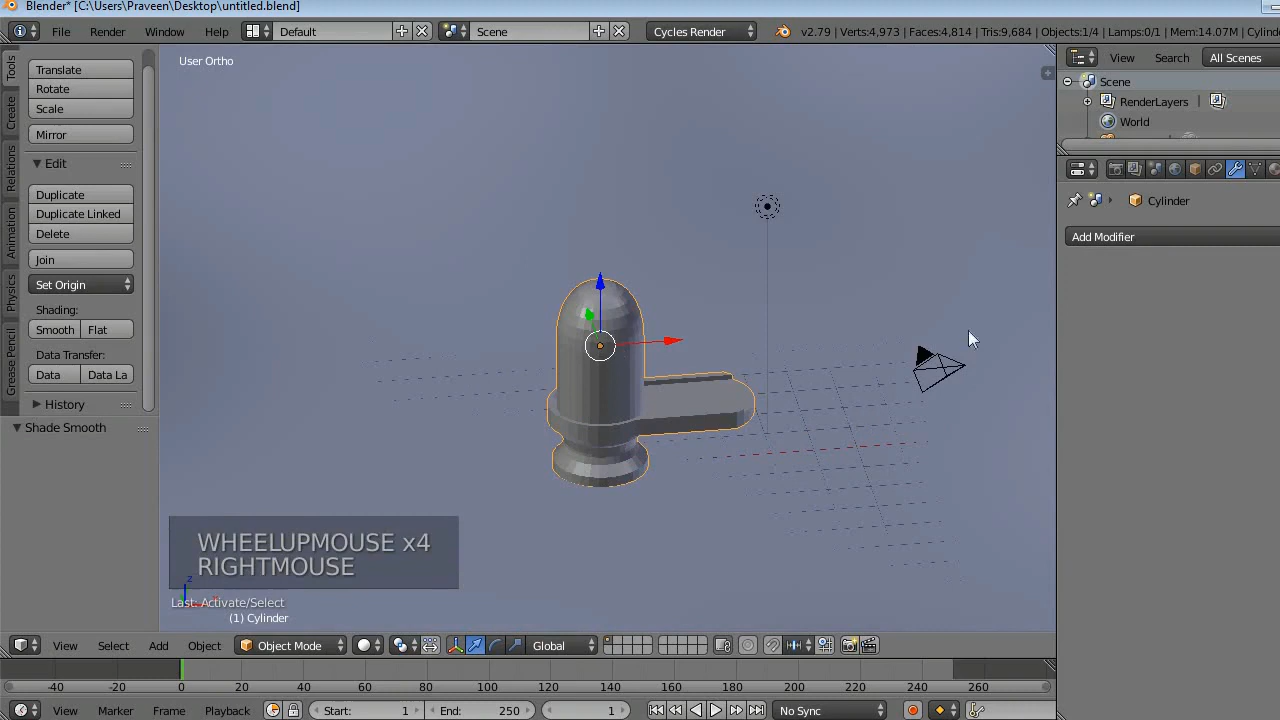 Blender* [C:\Users\Praveen\Desktop\untitled.blend]
File Render Window Help Default Scene Cycles Render v2.79 | Verts:4,973 | Faces:4,814 | Tris:9,684 | Objects:1/4 | Lamps:0/1 | Mem:14.07M | Cylind
Tools
Create
Relations
Animation
Physics
Grease Pencil
Translate
Rotate
Scale
Mirror
Edit
Duplicate
Duplicate Linked
Delete
Join
Set Origin
Shading:
Smooth Flat
Data Transfer:
Data Data La
History
Shade Smooth
User Ortho
WHEELUPMOUSE x4
RIGHTMOUSE
z
Last: Activate/Select
(1) Cylinder
View Search All Scenes
Scene
RenderLayers
World
Cylinder
Add Modifier
View Select Add Object Object Mode Global
-40 -20 0 20 40 60 80 100 120 140 160 180 200 220 240 260
View Marker Frame Playback Start: 1 End: 250 1 No Sync